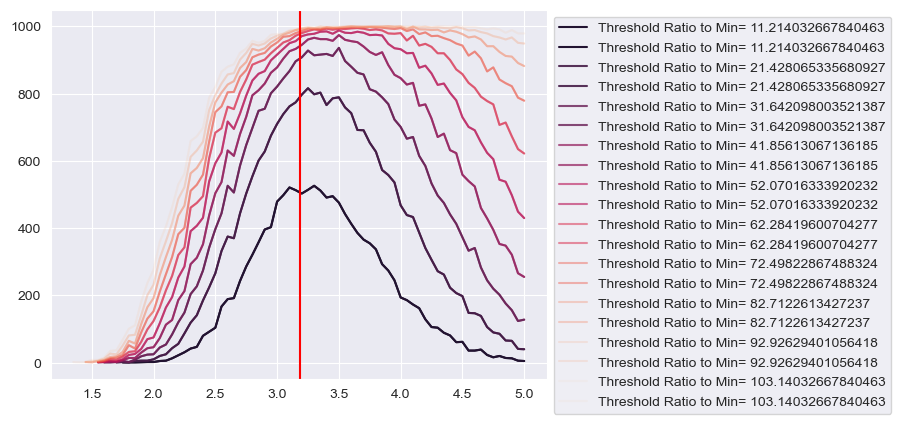 1000
800
600
400
200
0
1.5 2.0 2.5 3.0 3.5 4.0 4.5 5.0
Threshold Ratio to Min= 11.214032667840463
Threshold Ratio to Min= 11.214032667840463
Threshold Ratio to Min= 21.428065335680927
Threshold Ratio to Min= 21.428065335680927
Threshold Ratio to Min= 31.642098003521387
Threshold Ratio to Min= 31.642098003521387
Threshold Ratio to Min= 41.85613067136185
Threshold Ratio to Min= 41.85613067136185
Threshold Ratio to Min= 52.07016333920232
Threshold Ratio to Min= 52.07016333920232
Threshold Ratio to Min= 62.28419600704277
Threshold Ratio to Min= 62.28419600704277
Threshold Ratio to Min= 72.49822867488324
Threshold Ratio to Min= 72.49822867488324
Threshold Ratio to Min= 82.7122613427237
Threshold Ratio to Min= 82.7122613427237
Threshold Ratio to Min= 92.92629401056418
Threshold Ratio to Min= 92.92629401056418
Threshold Ratio to Min= 103.14032667840463
Threshold Ratio to Min= 103.14032667840463